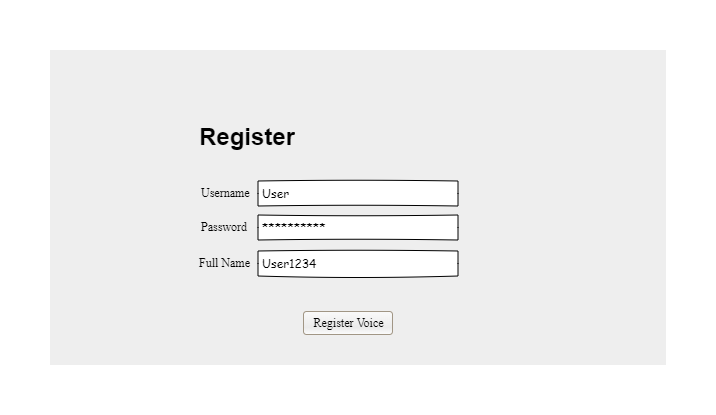 Register
Username User
Password **********
Full Name User1234
Register Voice